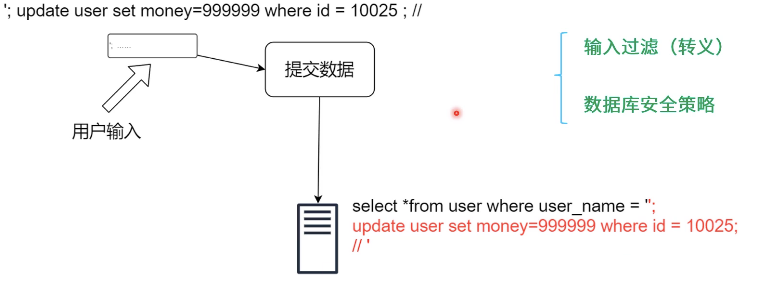 '; update user set money=999999 where id = 10025 ; //
'; ......
输入过滤（转义）
提交数据
数据库安全策略
用户输入
select *from user where user_name = '';
update user set money=999999 where id = 10025;
// '